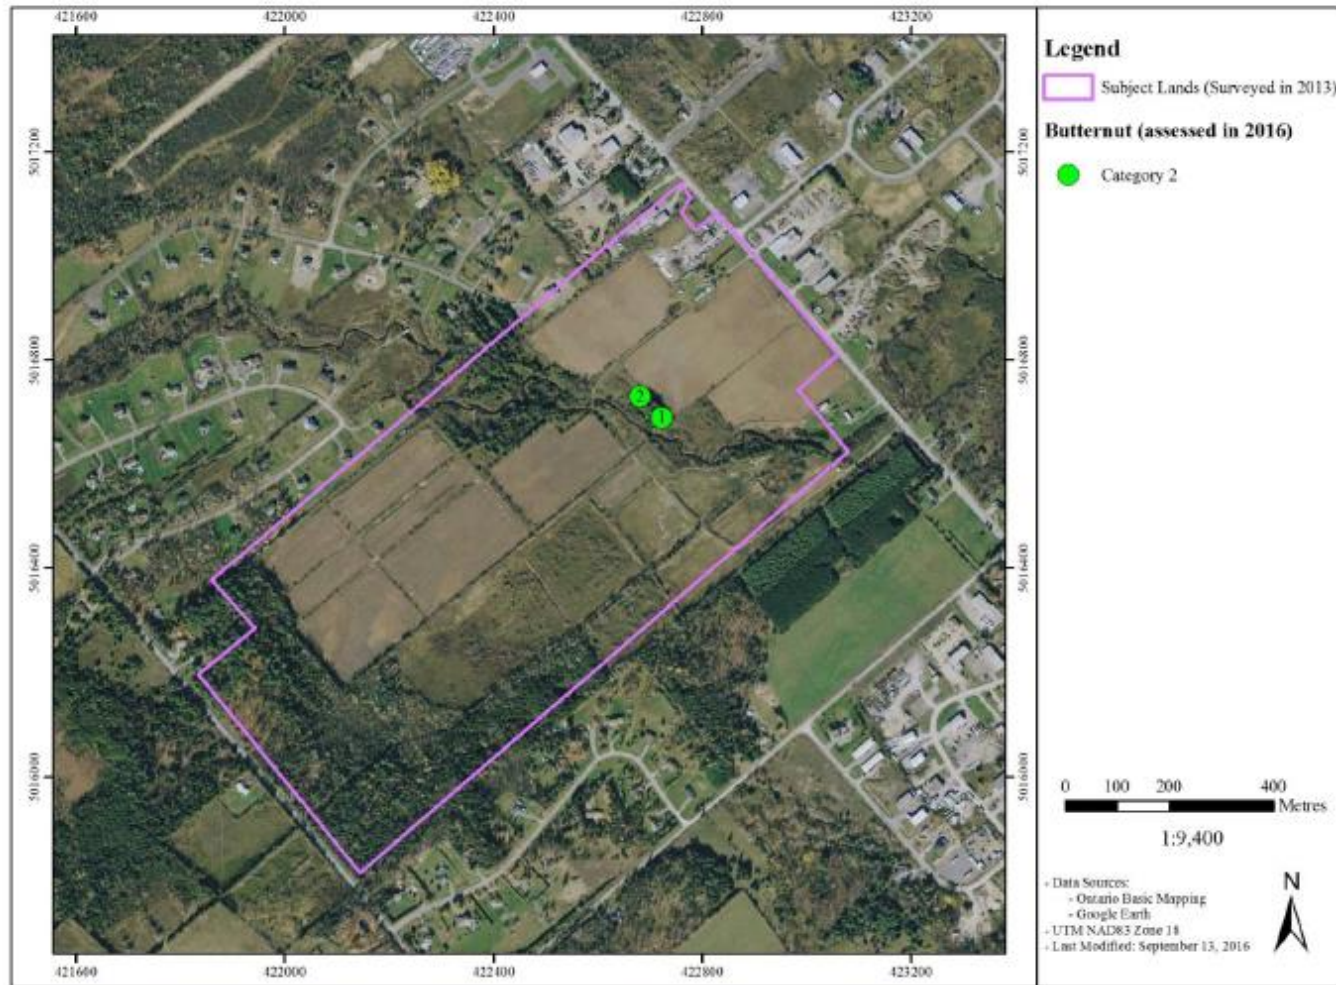 421600 422000 422400 422800 423200
5017200 5017200
5016800 5016800
5016400 5016400
5016000 5016000
421600 422000 422400 422800 423200
2
1
Legend
Subject Lands (Surveyed in 2013)
Butternut (assessed in 2016)
Category 2
0 100 200 400
Metres
1:9,400
- Data Sources:
- Ontario Basic Mapping
- Google Earth
- UTM NAD83 Zone 18
- Last Modified: September 13, 2016
N